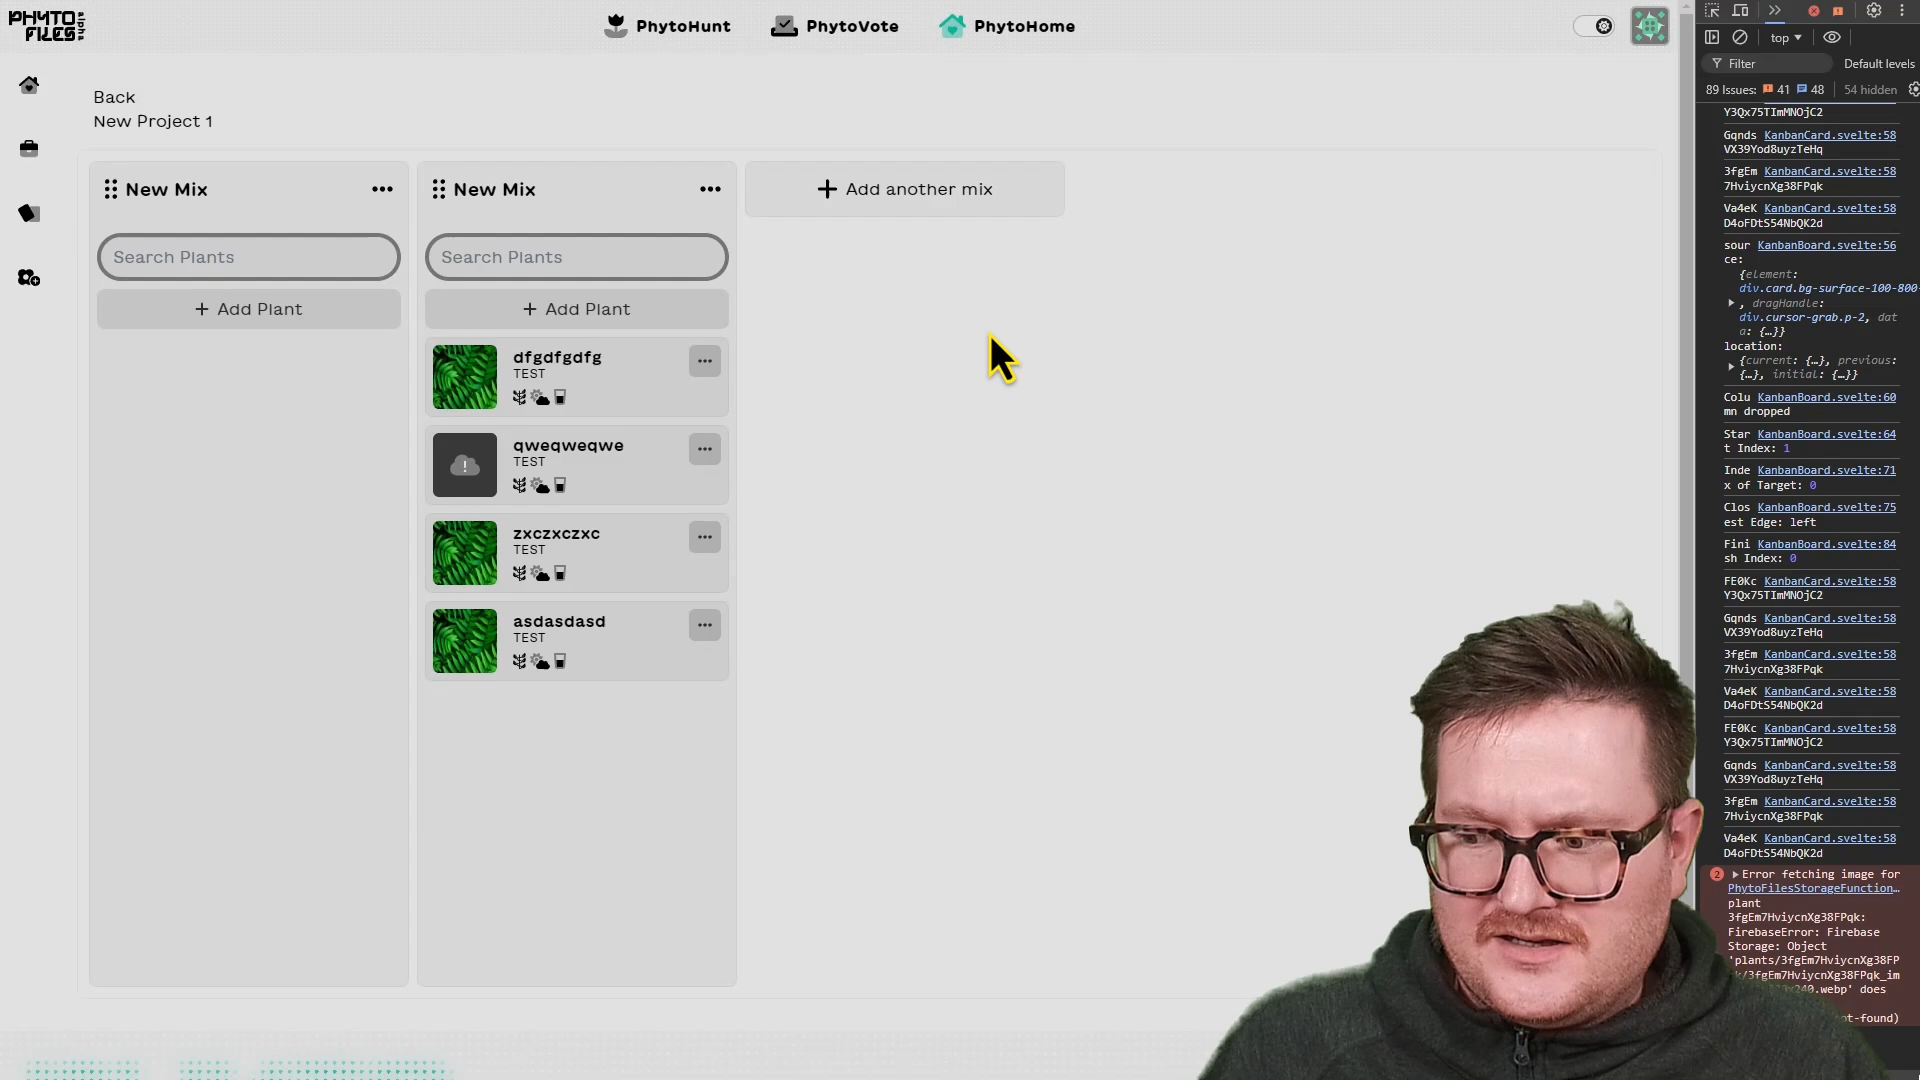 PHYTO
FILES
alpha
PhytoHunt
PhytoVote
PhytoHome
Back
New Project 1
New Mix
Search Plants
+ Add Plant
New Mix
Search Plants
+ Add Plant
dfgdfgdfg
TEST
qweqweqwe
TEST
zxczxczxc
TEST
asdasdasd
TEST
+ Add another mix
top
Filter
Default levels
89 Issues: 41 48 54 hidden
Y3Qx75TImMNOjC2
Gqnds KanbanCard.svelte:58
VX39Yod8uyzTeHq
3fgEm KanbanCard.svelte:58
7HviycnXg38FPqk
Va4eK KanbanCard.svelte:58
D4oFDtS54NbQK2d
sour KanbanBoard.svelte:56
ce:
{element:
div.card.bg-surface-100-800-
, dragHandle:
div.cursor-grab.p-2, dat
a: {…}}
location:
{current: {…}, previous:
{…}, initial: {…}}
Colu KanbanBoard.svelte:60
mn dropped
Star KanbanBoard.svelte:64
t Index: 1
Inde KanbanBoard.svelte:71
x of Target: 0
Clos KanbanBoard.svelte:75
est Edge: left
Fini KanbanBoard.svelte:84
sh Index: 0
FE0Kc KanbanCard.svelte:58
Y3Qx75TImMNOjC2
Gqnds KanbanCard.svelte:58
VX39Yod8uyzTeHq
3fgEm KanbanCard.svelte:58
7HviycnXg38FPqk
Va4eK KanbanCard.svelte:58
D4oFDtS54NbQK2d
FE0Kc KanbanCard.svelte:58
Y3Qx75TImMNOjC2
Gqnds KanbanCard.svelte:58
VX39Yod8uyzTeHq
3fgEm KanbanCard.svelte:58
7HviycnXg38FPqk
Va4eK KanbanCard.svelte:58
D4oFDtS54NbQK2d
2 Error fetching image for
PhytoFilesStorageFunction…
plant
3fgEm7HviycnXg38FPqk:
FirebaseError: Firebase
Storage: Object
'plants/3fgEm7HviycnXg38FP
k/3fgEm7HviycnXg38FPqk_im
x240.webp' does
ot-found)